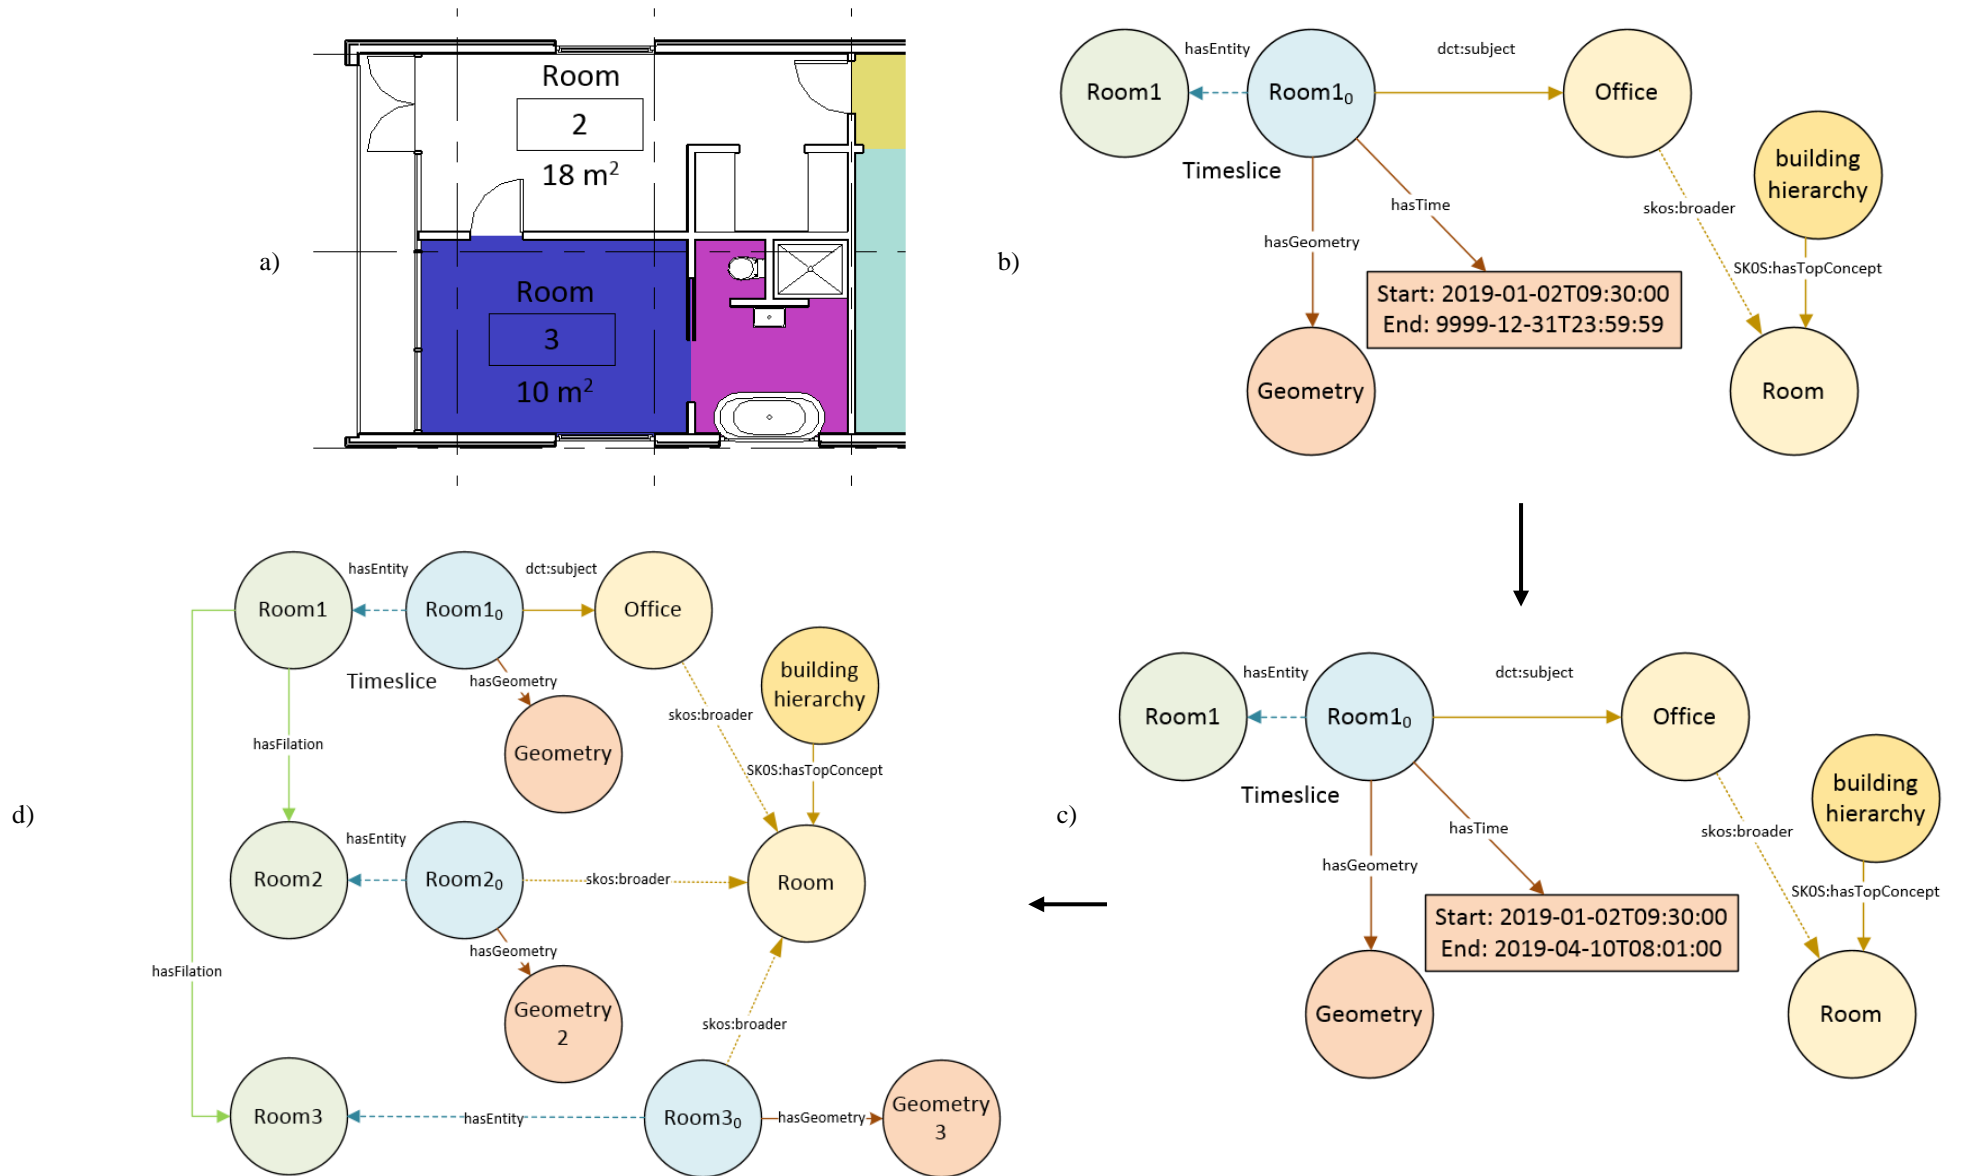 a)
Room
2
18 m²
Room
3
10 m²
b)
Room1
hasEntity
Room1₀
dct:subject
Office
Timeslice
building
hierarchy
skos:broader
hasTime
hasGeometry
SKOS:hasTopConcept
Start: 2019-01-02T09:30:00
End: 9999-12-31T23:59:59
Geometry
Room
c)
Room1
hasEntity
Room1₀
dct:subject
Office
Timeslice
building
hierarchy
hasTime
skos:broader
hasGeometry
SKOS:hasTopConcept
Start: 2019-01-02T09:30:00
End: 2019-04-10T08:01:00
Geometry
Room
d)
Room1
hasEntity
Room1₀
dct:subject
Office
Timeslice
hasGeometry
building
hierarchy
skos:broader
hasFilation
Geometry
SKOS:hasTopConcept
Room2
hasEntity
Room2₀
skos:broader
Room
hasGeometry
hasFilation
Geometry
2
skos:broader
Room3
hasEntity
Room3₀
hasGeometry
Geometry
3